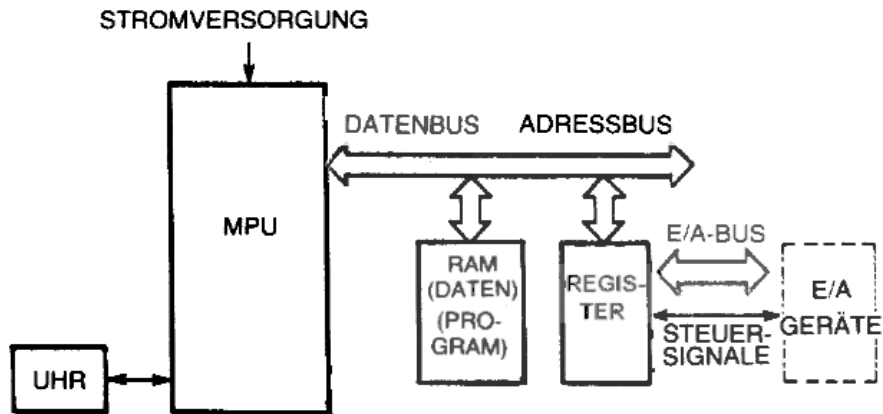 STROMVERSORGUNG
DATENBUS ADRESSBUS
MPU
RAM
(DATEN)
(PRO-
GRAM)
REGIS-
TER
E/A-BUS
STEUER-
SIGNALE
E/A
GERÄTE
UHR